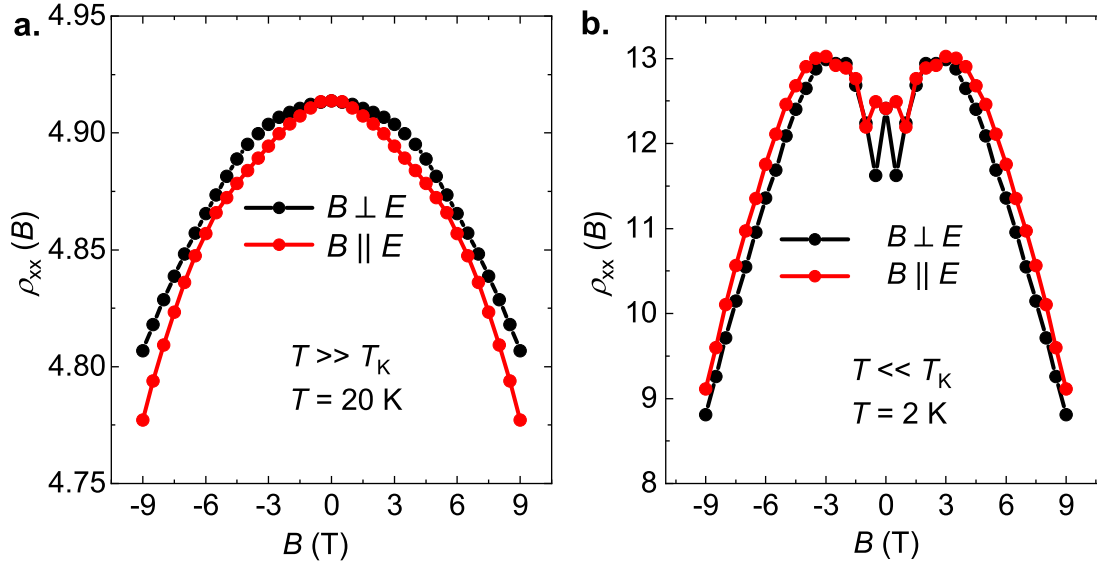 a.
4.95
4.90
4.85
4.80
4.75
ρxx (B)
B ⊥ E
B || E
T >> TK
T = 20 K
-9 -6 -3 0 3 6 9
B (T)
b.
13
12
11
10
9
8
ρxx (B)
B ⊥ E
B || E
T << TK
T = 2 K
-9 -6 -3 0 3 6 9
B (T)